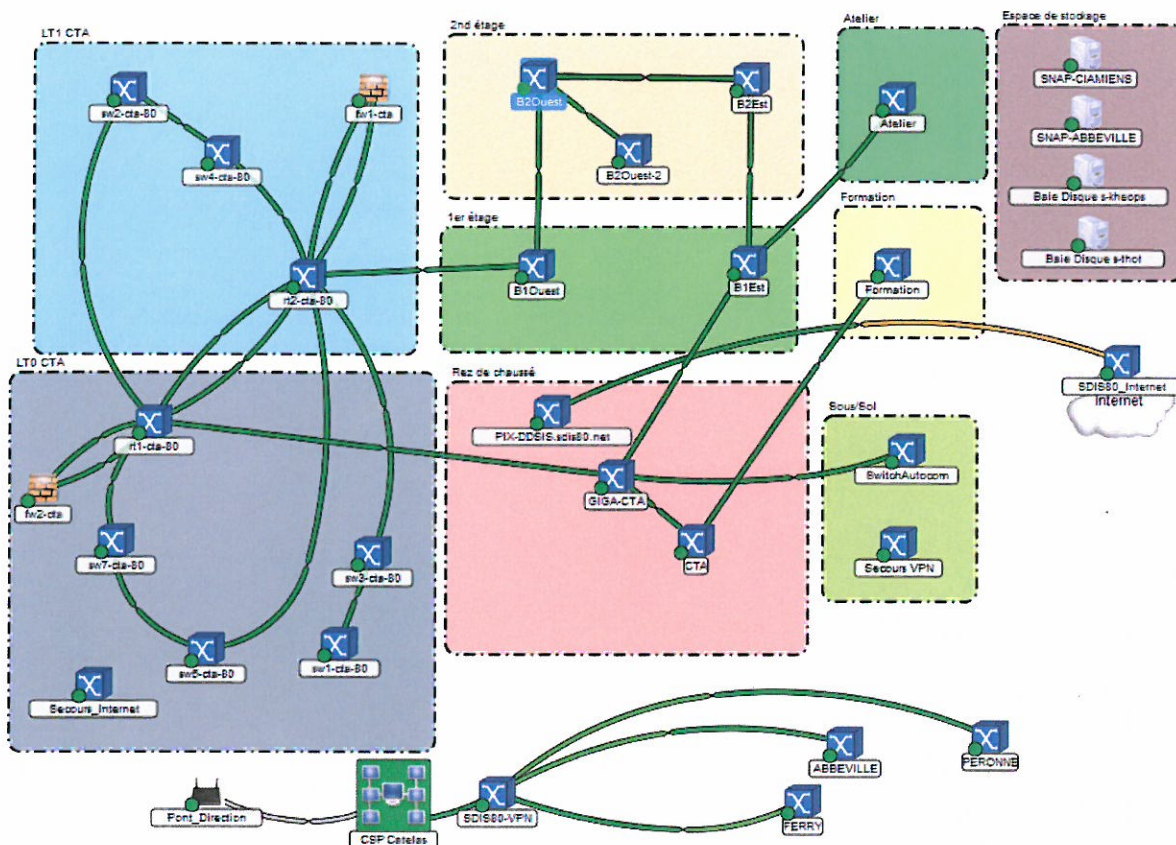 LT1 CTA
sw2-cta-80
fw1-cta
sw4-cta-80
rt2-cta-80
2nd étage
B2Ouest
B2Est
B2Ouest-2
1er étage
B1Ouest
B1Est
Atelier
Atelier
Formation
Formation
Espace de stockage
SNAP-CIAMIENS
SNAP-ABBEVILLE
Baie Disque s-kheops
Baie Disque s-thot
SDIS80_Internet
Internet
LT0 CTA
rt1-cta-80
fw2-cta
sw7-cta-80
sw3-cta-80
sw5-cta-80
sw1-cta-80
Secours_Internet
Rez de chaussé
PIX-DDSIS.sdis80.net
GIGA-CTA
CTA
Sous/Sol
SwitchAutocom
Secours VPN
Pont_Direction
CSP Catelas
SDIS80-VPN
ABBEVILLE
PERONNE
FERRY